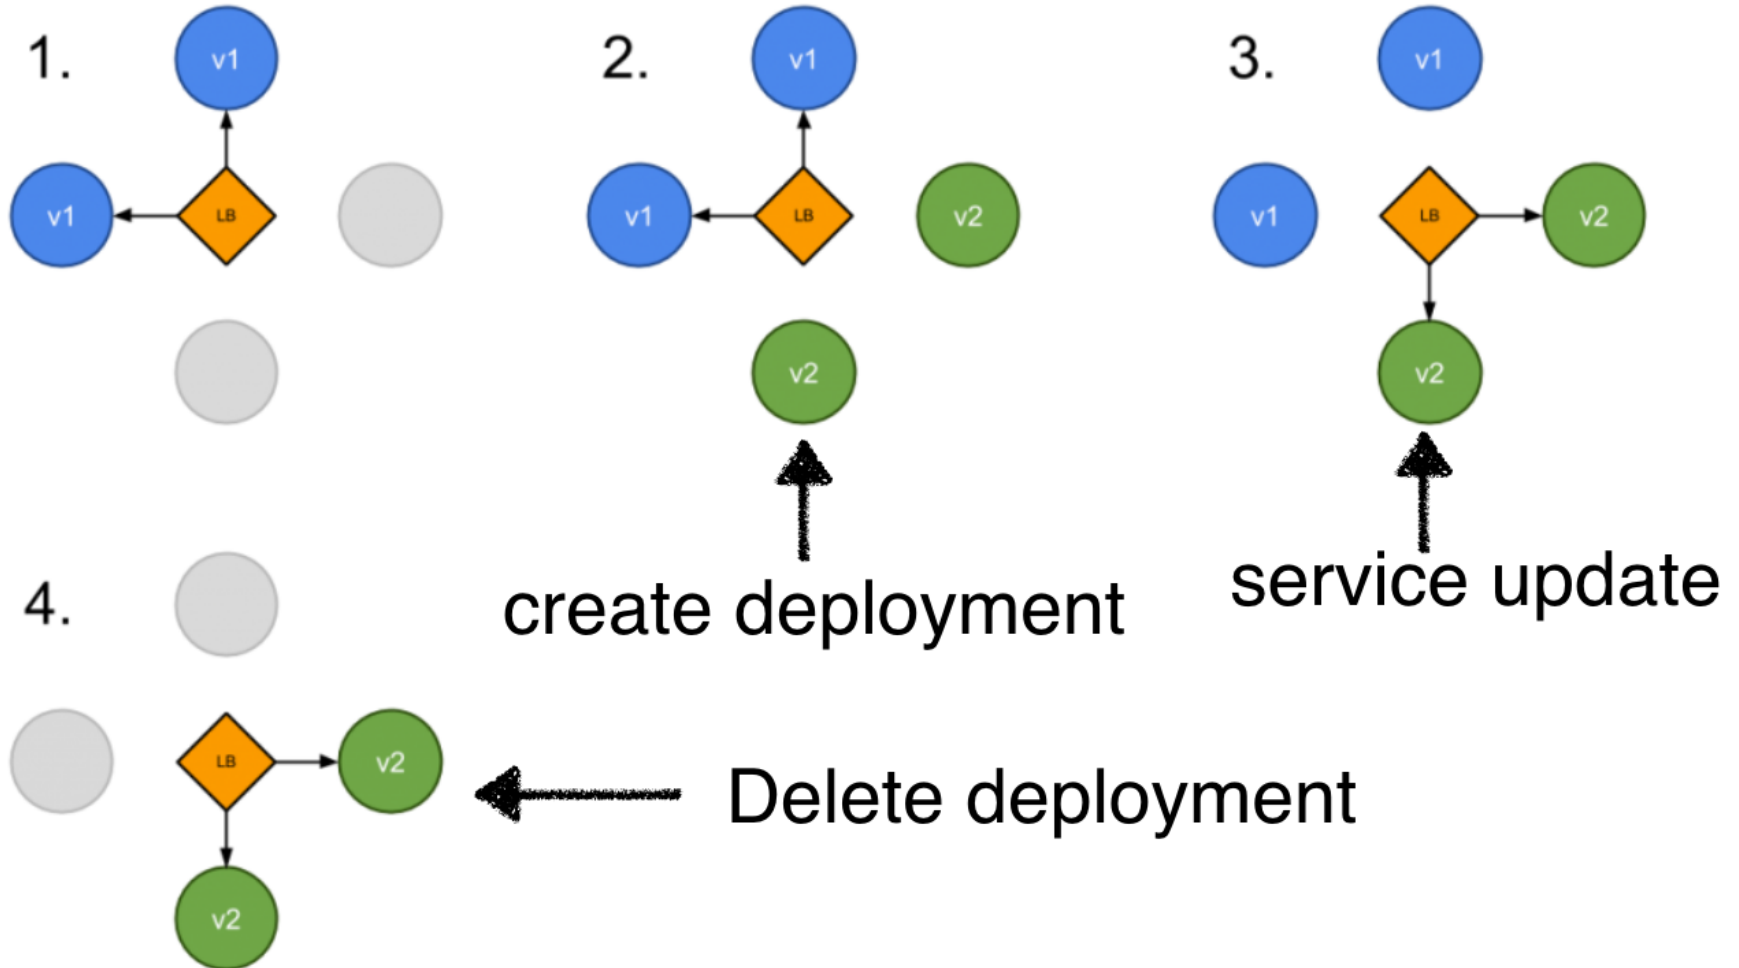 1.
v1
v1
LB
2.
v1
v1
LB
v2
v2
create deployment
3.
v1
v1
LB
v2
v2
service update
4.
LB
v2
v2
Delete deployment